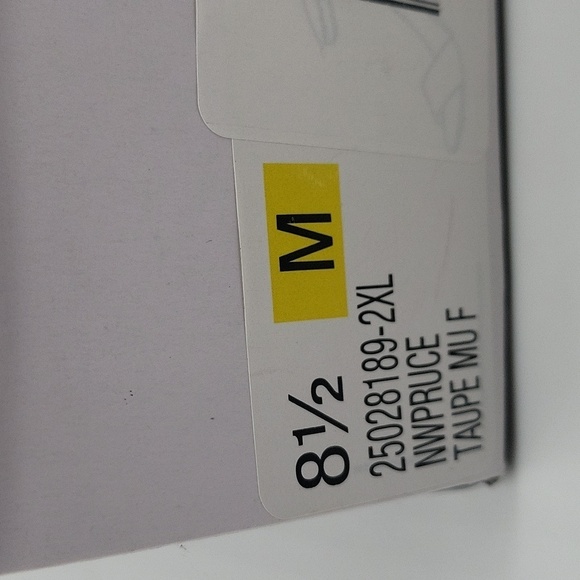 8½ M
25028189-2XL
NWPRUCE
TAUPE MU F